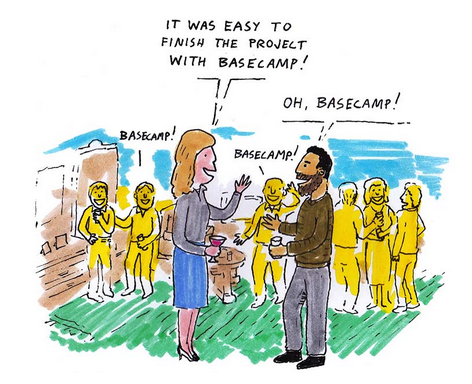 IT WAS EASY TO
FINISH THE PROJECT
WITH BASECAMP!
OH, BASECAMP!
BASECAMP!
BASECAMP!